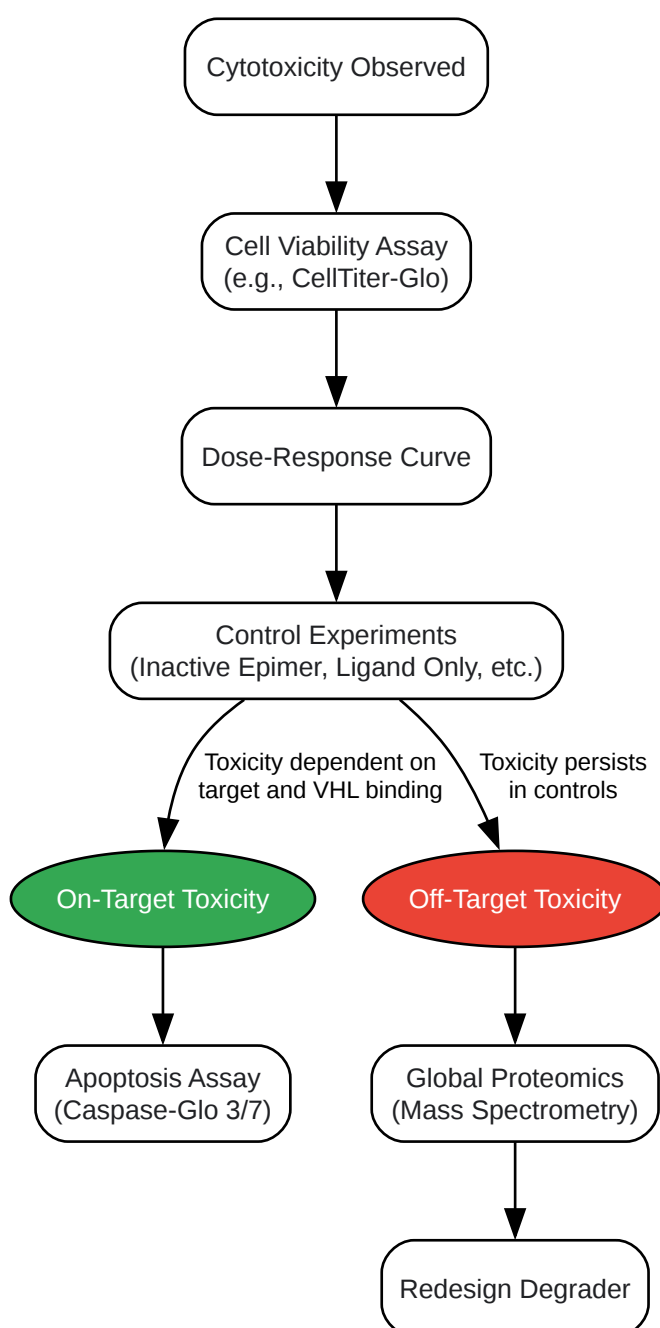 Cytotoxicity Observed
Cell Viability Assay
(e.g., CellTiter-Glo)
Dose-Response Curve
Control Experiments
(Inactive Epimer, Ligand Only, etc.)
Toxicity dependent on
target and VHL binding
Toxicity persists
in controls
On-Target Toxicity
Off-Target Toxicity
Apoptosis Assay
(Caspase-Glo 3/7)
Global Proteomics
(Mass Spectrometry)
Redesign Degrader